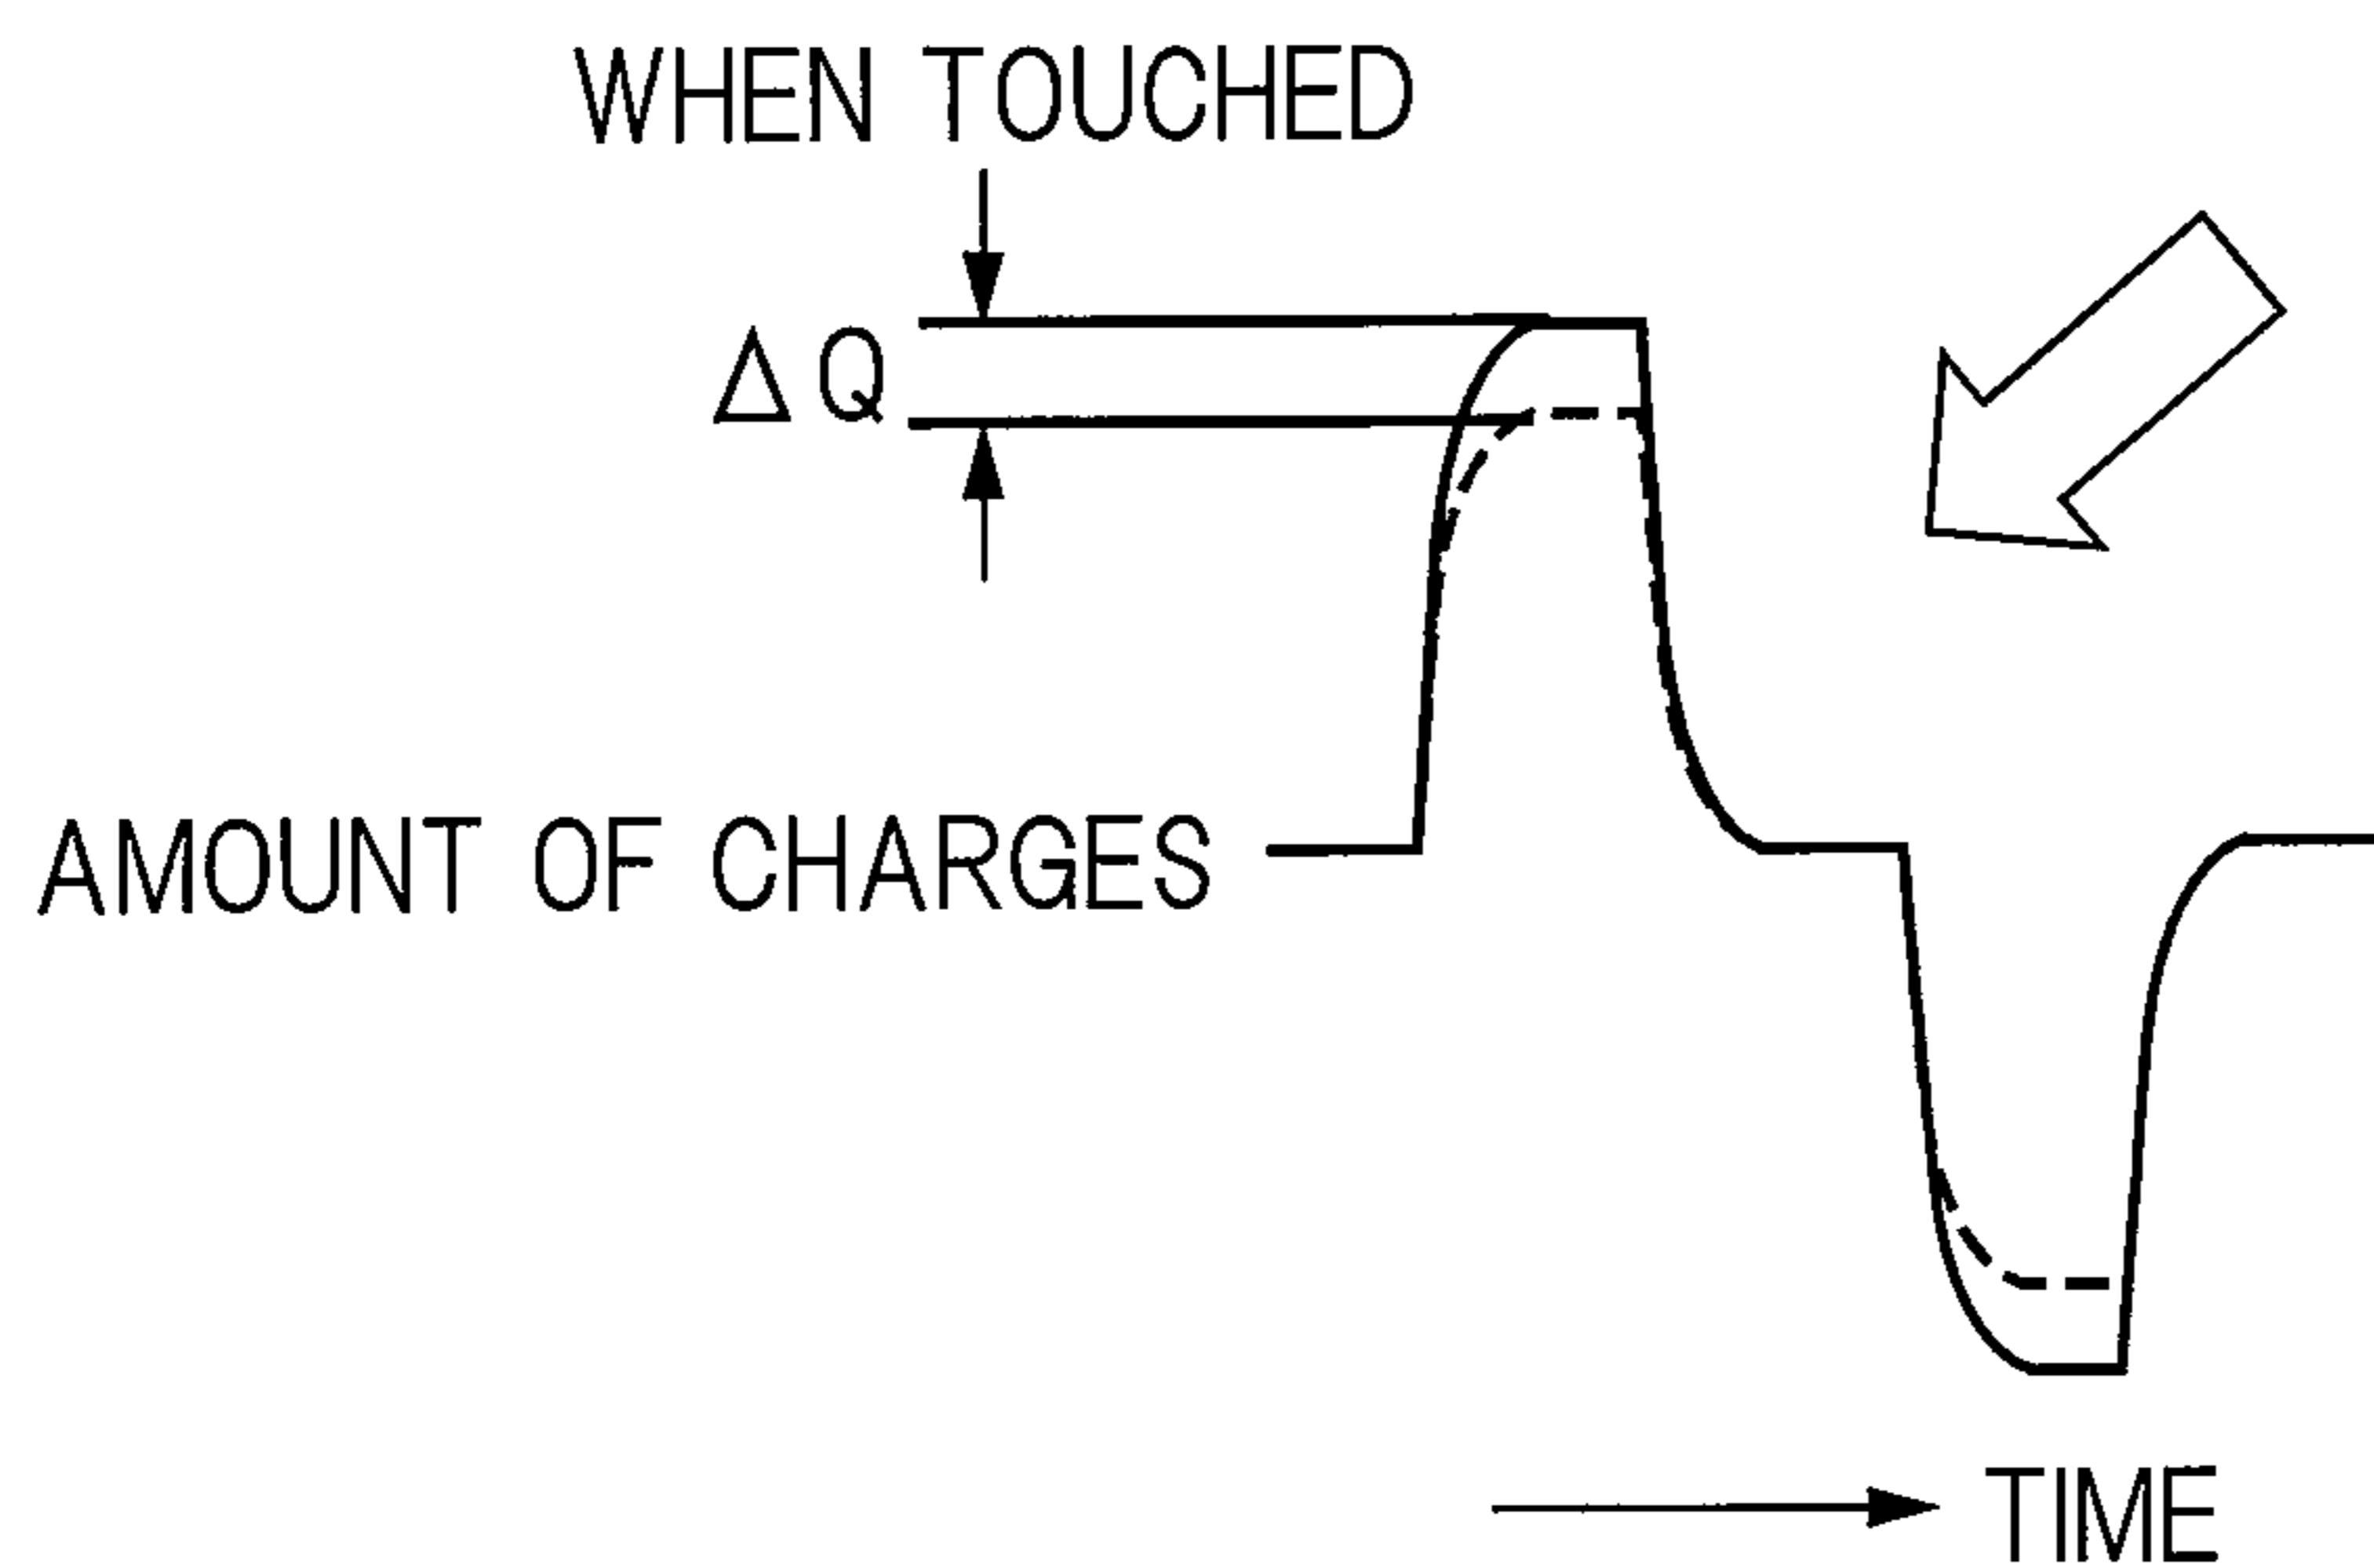 WHEN TOUCHED
ΔQ
AMOUNT OF CHARGES
TIME